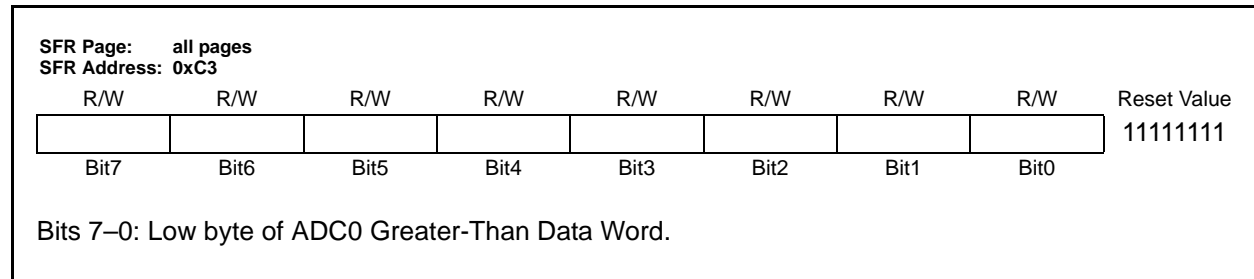 SFR Page: all pages
SFR Address: 0xC3
R/W R/W R/W R/W R/W R/W R/W R/W Reset Value
11111111
Bit7 Bit6 Bit5 Bit4 Bit3 Bit2 Bit1 Bit0
Bits 7–0: Low byte of ADC0 Greater-Than Data Word.